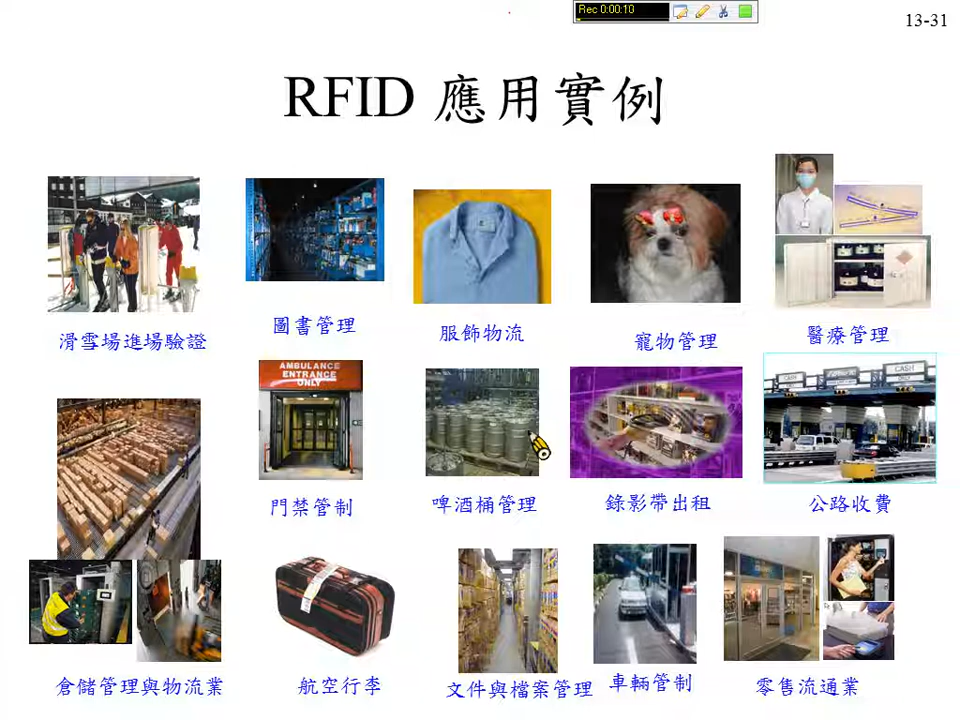 Rec 0:00:10
13-31
RFID 應用實例
滑雪場進場驗證
圖書管理
服飾物流
寵物管理
醫療管理
AMBULANCE
ENTRANCE
ONLY
CASH
CASH
門禁管制
啤酒桶管理
錄影帶出租
公路收費
倉儲管理與物流業
航空行李
文件與檔案管理
車輛管制
零售流通業